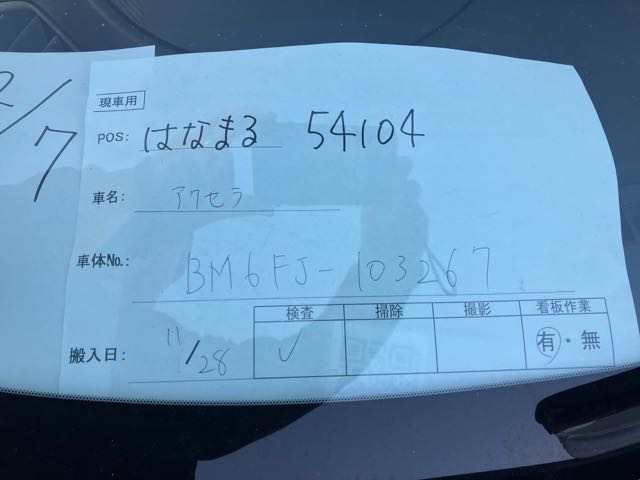 2/7
現車用
POS: はなまる 54104
車名: アクセラ
車体No.: BM6FJ-103267
検査 掃除 撮影 看板作業
搬入日: 11/28 ✓ 有・無